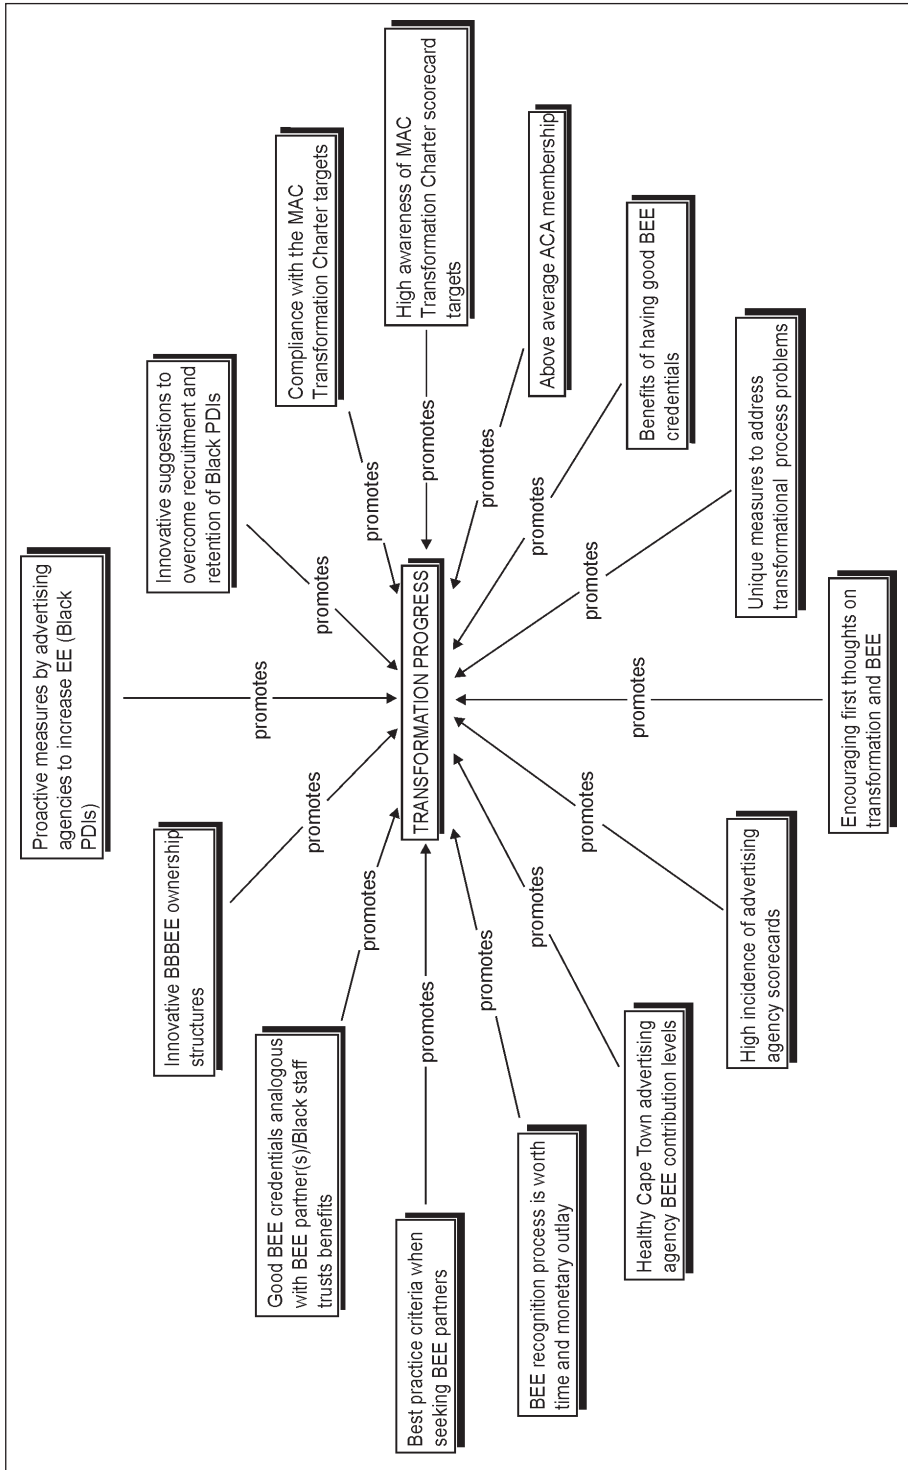 Proactive measures by advertising
agencies to increase EE (Black
PDIs)
Innovative BBBEE ownership
structures
Innovative suggestions to
overcome recruitment and
retention of Black PDIs
Good BEE credentials analogous
with BEE partner(s)/Black staff
trusts benefits
Compliance with the MAC
Transformation Charter targets
Best practice criteria when
seeking BEE partners
High awareness of MAC
Transformation Charter scorecard
targets
BEE recognition process is worth
time and monetary outlay
Above average ACA membership
Healthy Cape Town advertising
agency BEE contribution levels
Benefits of having good BEE
credentials
High incidence of advertising
agency scorecards
Unique measures to address
transformational process problems
Encouraging first thoughts on
transformation and BEE
TRANSFORMATION PROGRESS
promotes
promotes
promotes
promotes
promotes
promotes
promotes
promotes
promotes
promotes
promotes
promotes
promotes
promotes